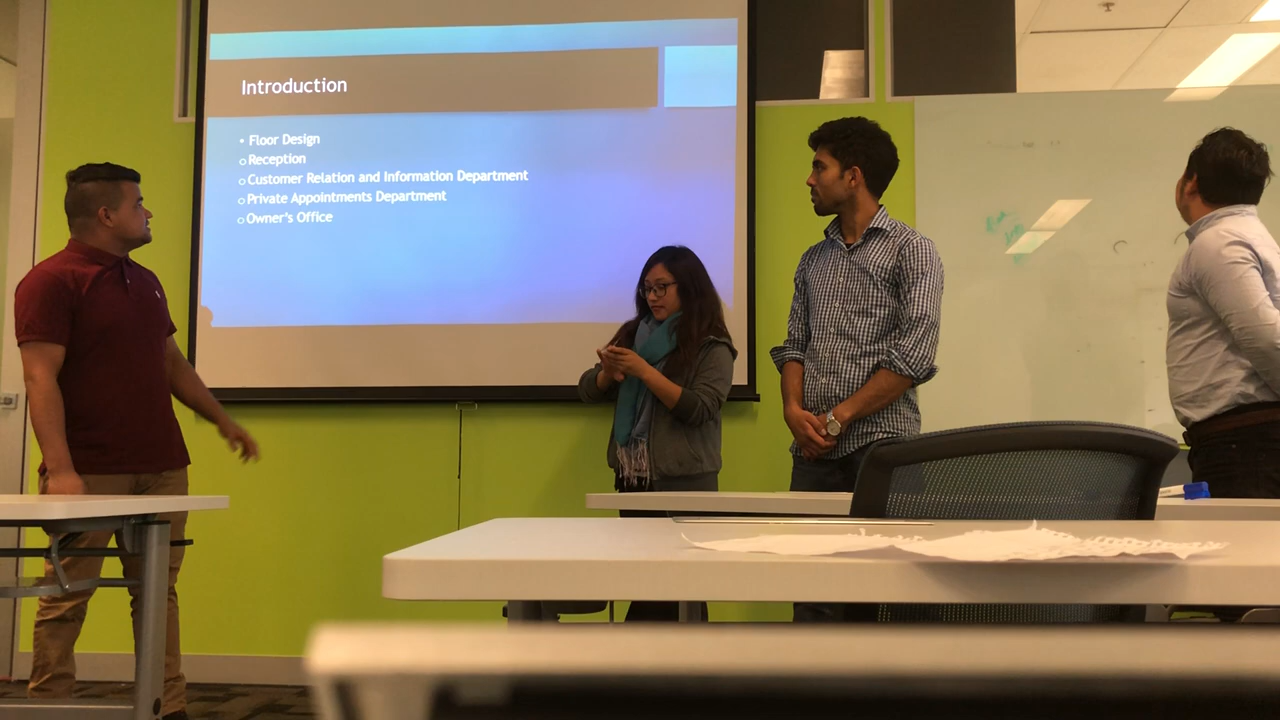 Introduction
• Floor Design
o Reception
o Customer Relation and Information Department
o Private Appointments Department
o Owner's Office